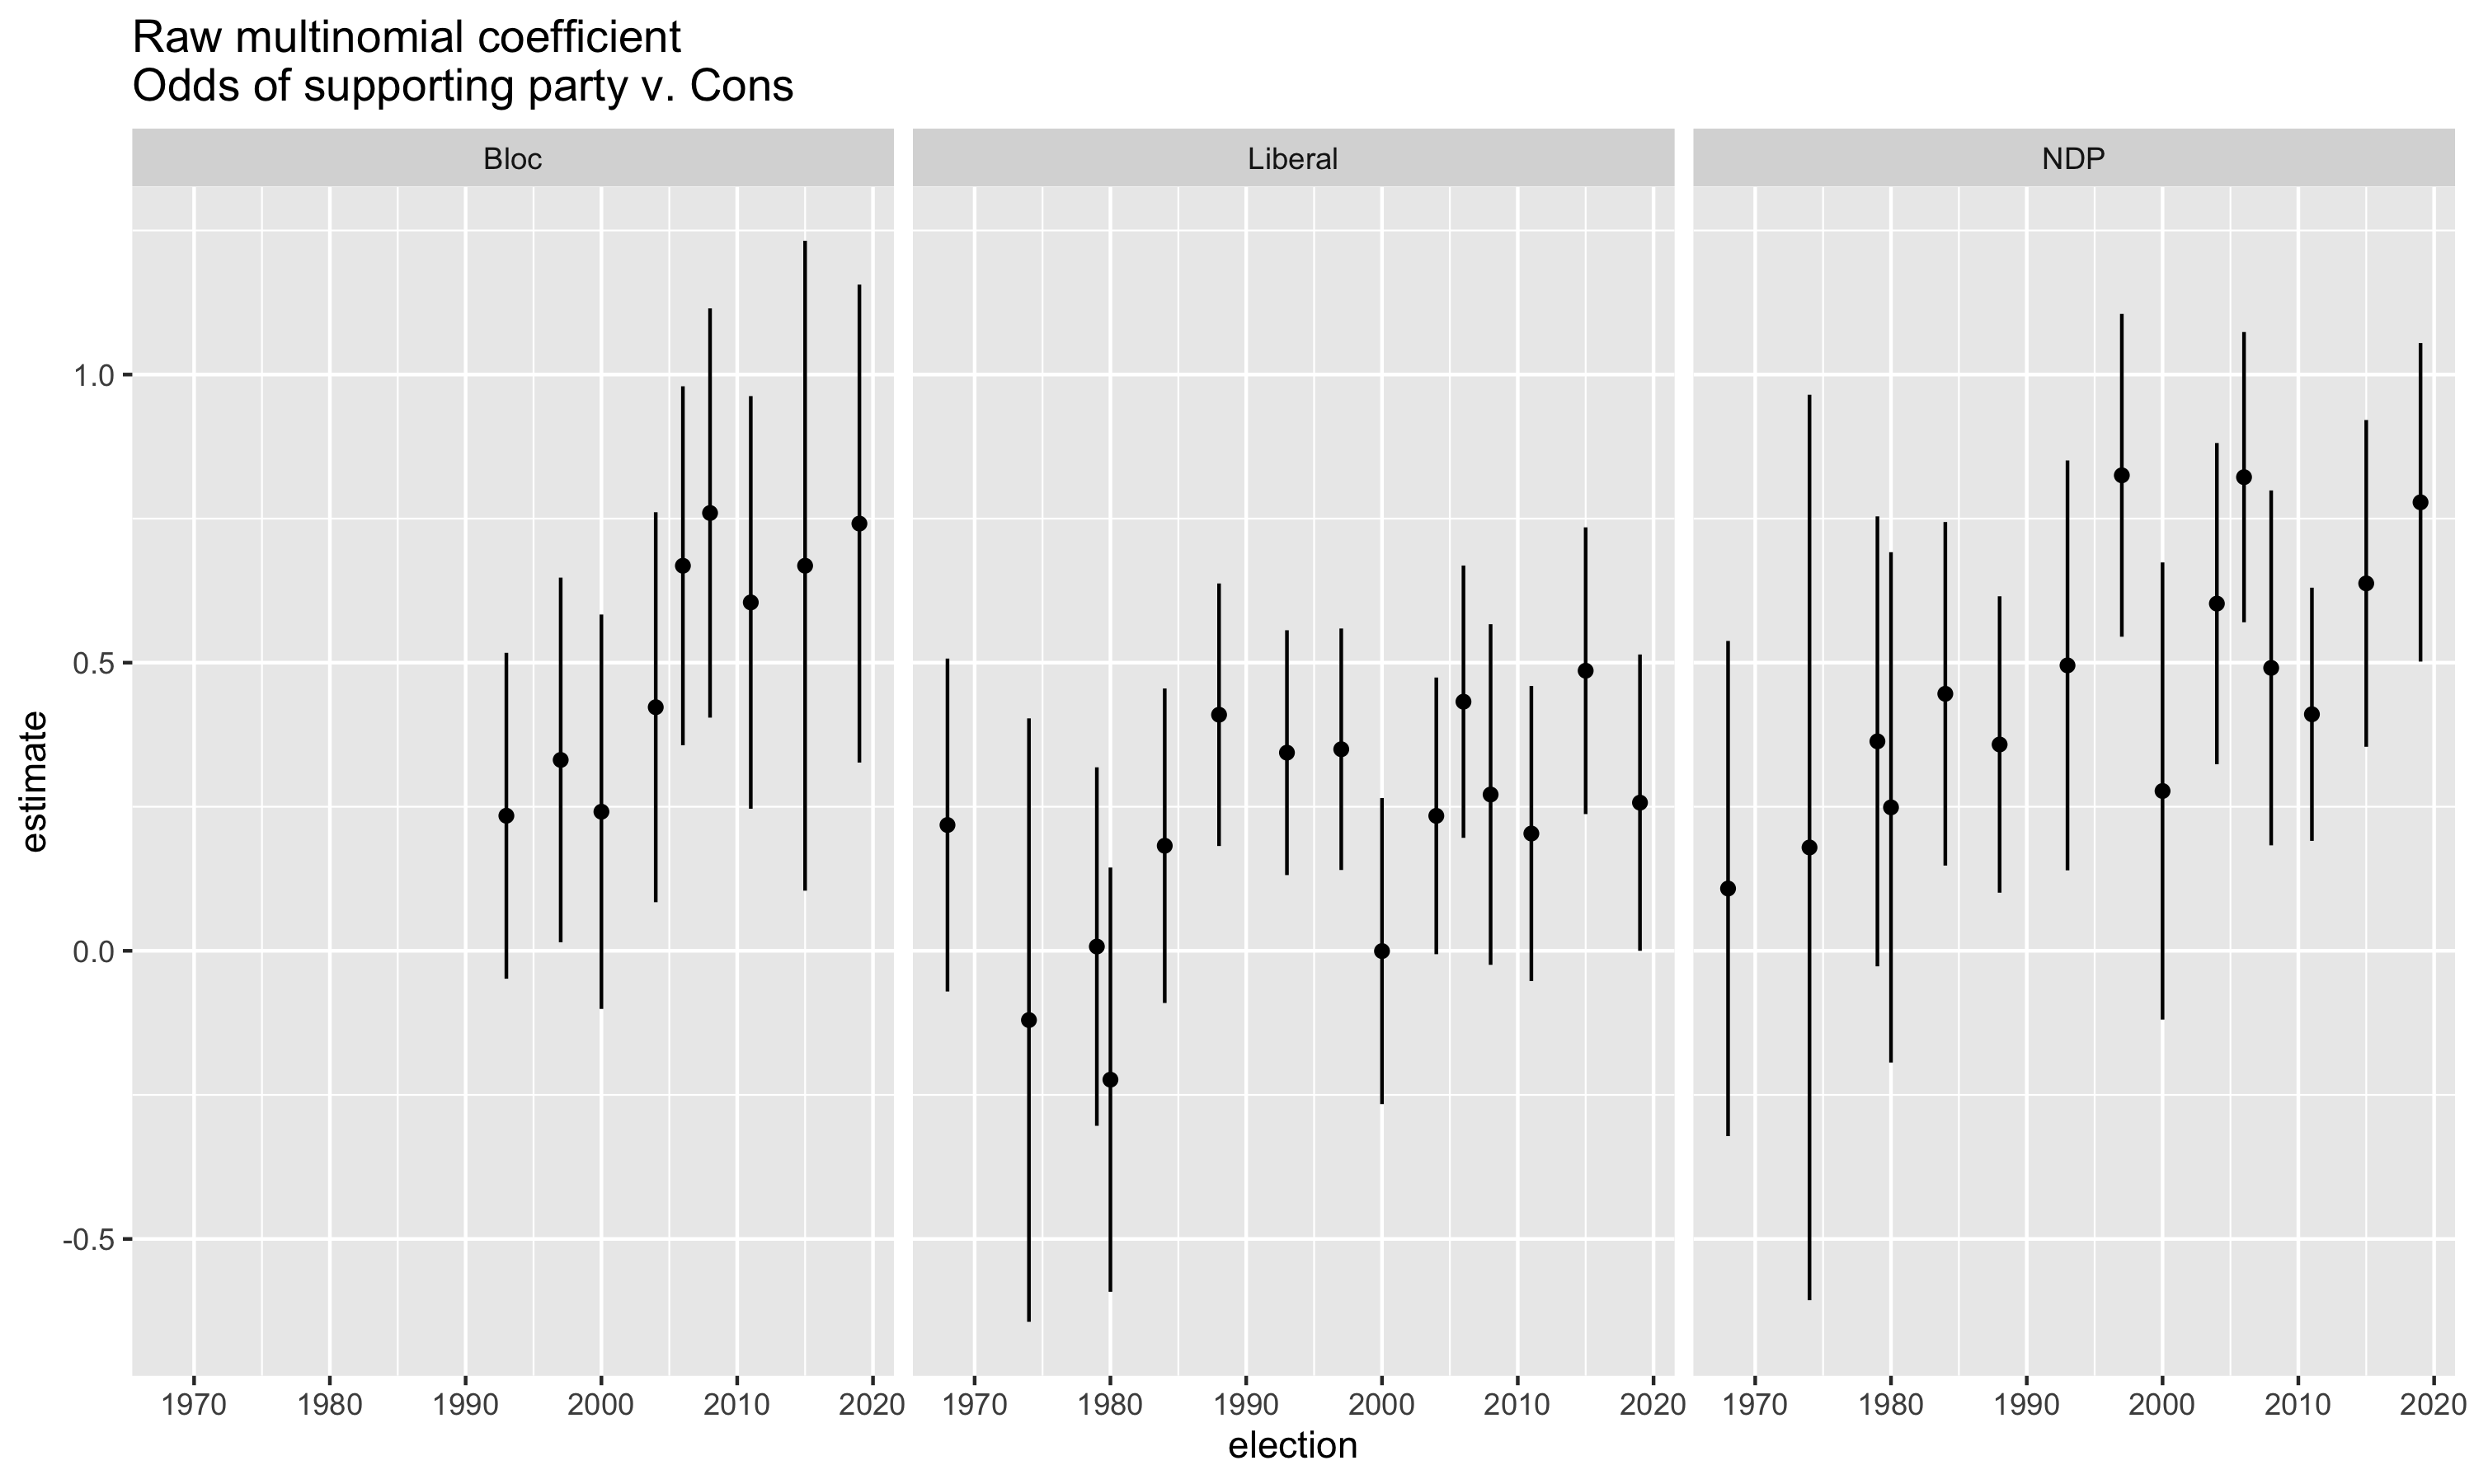 Raw multinomial coefficient
Odds of supporting party v. Cons
Bloc Liberal NDP
1.0
0.5
0.0
-0.5
estimate
1970 1980 1990 2000 2010 2020 1970 1980 1990 2000 2010 2020 1970 1980 1990 2000 2010 2020
election